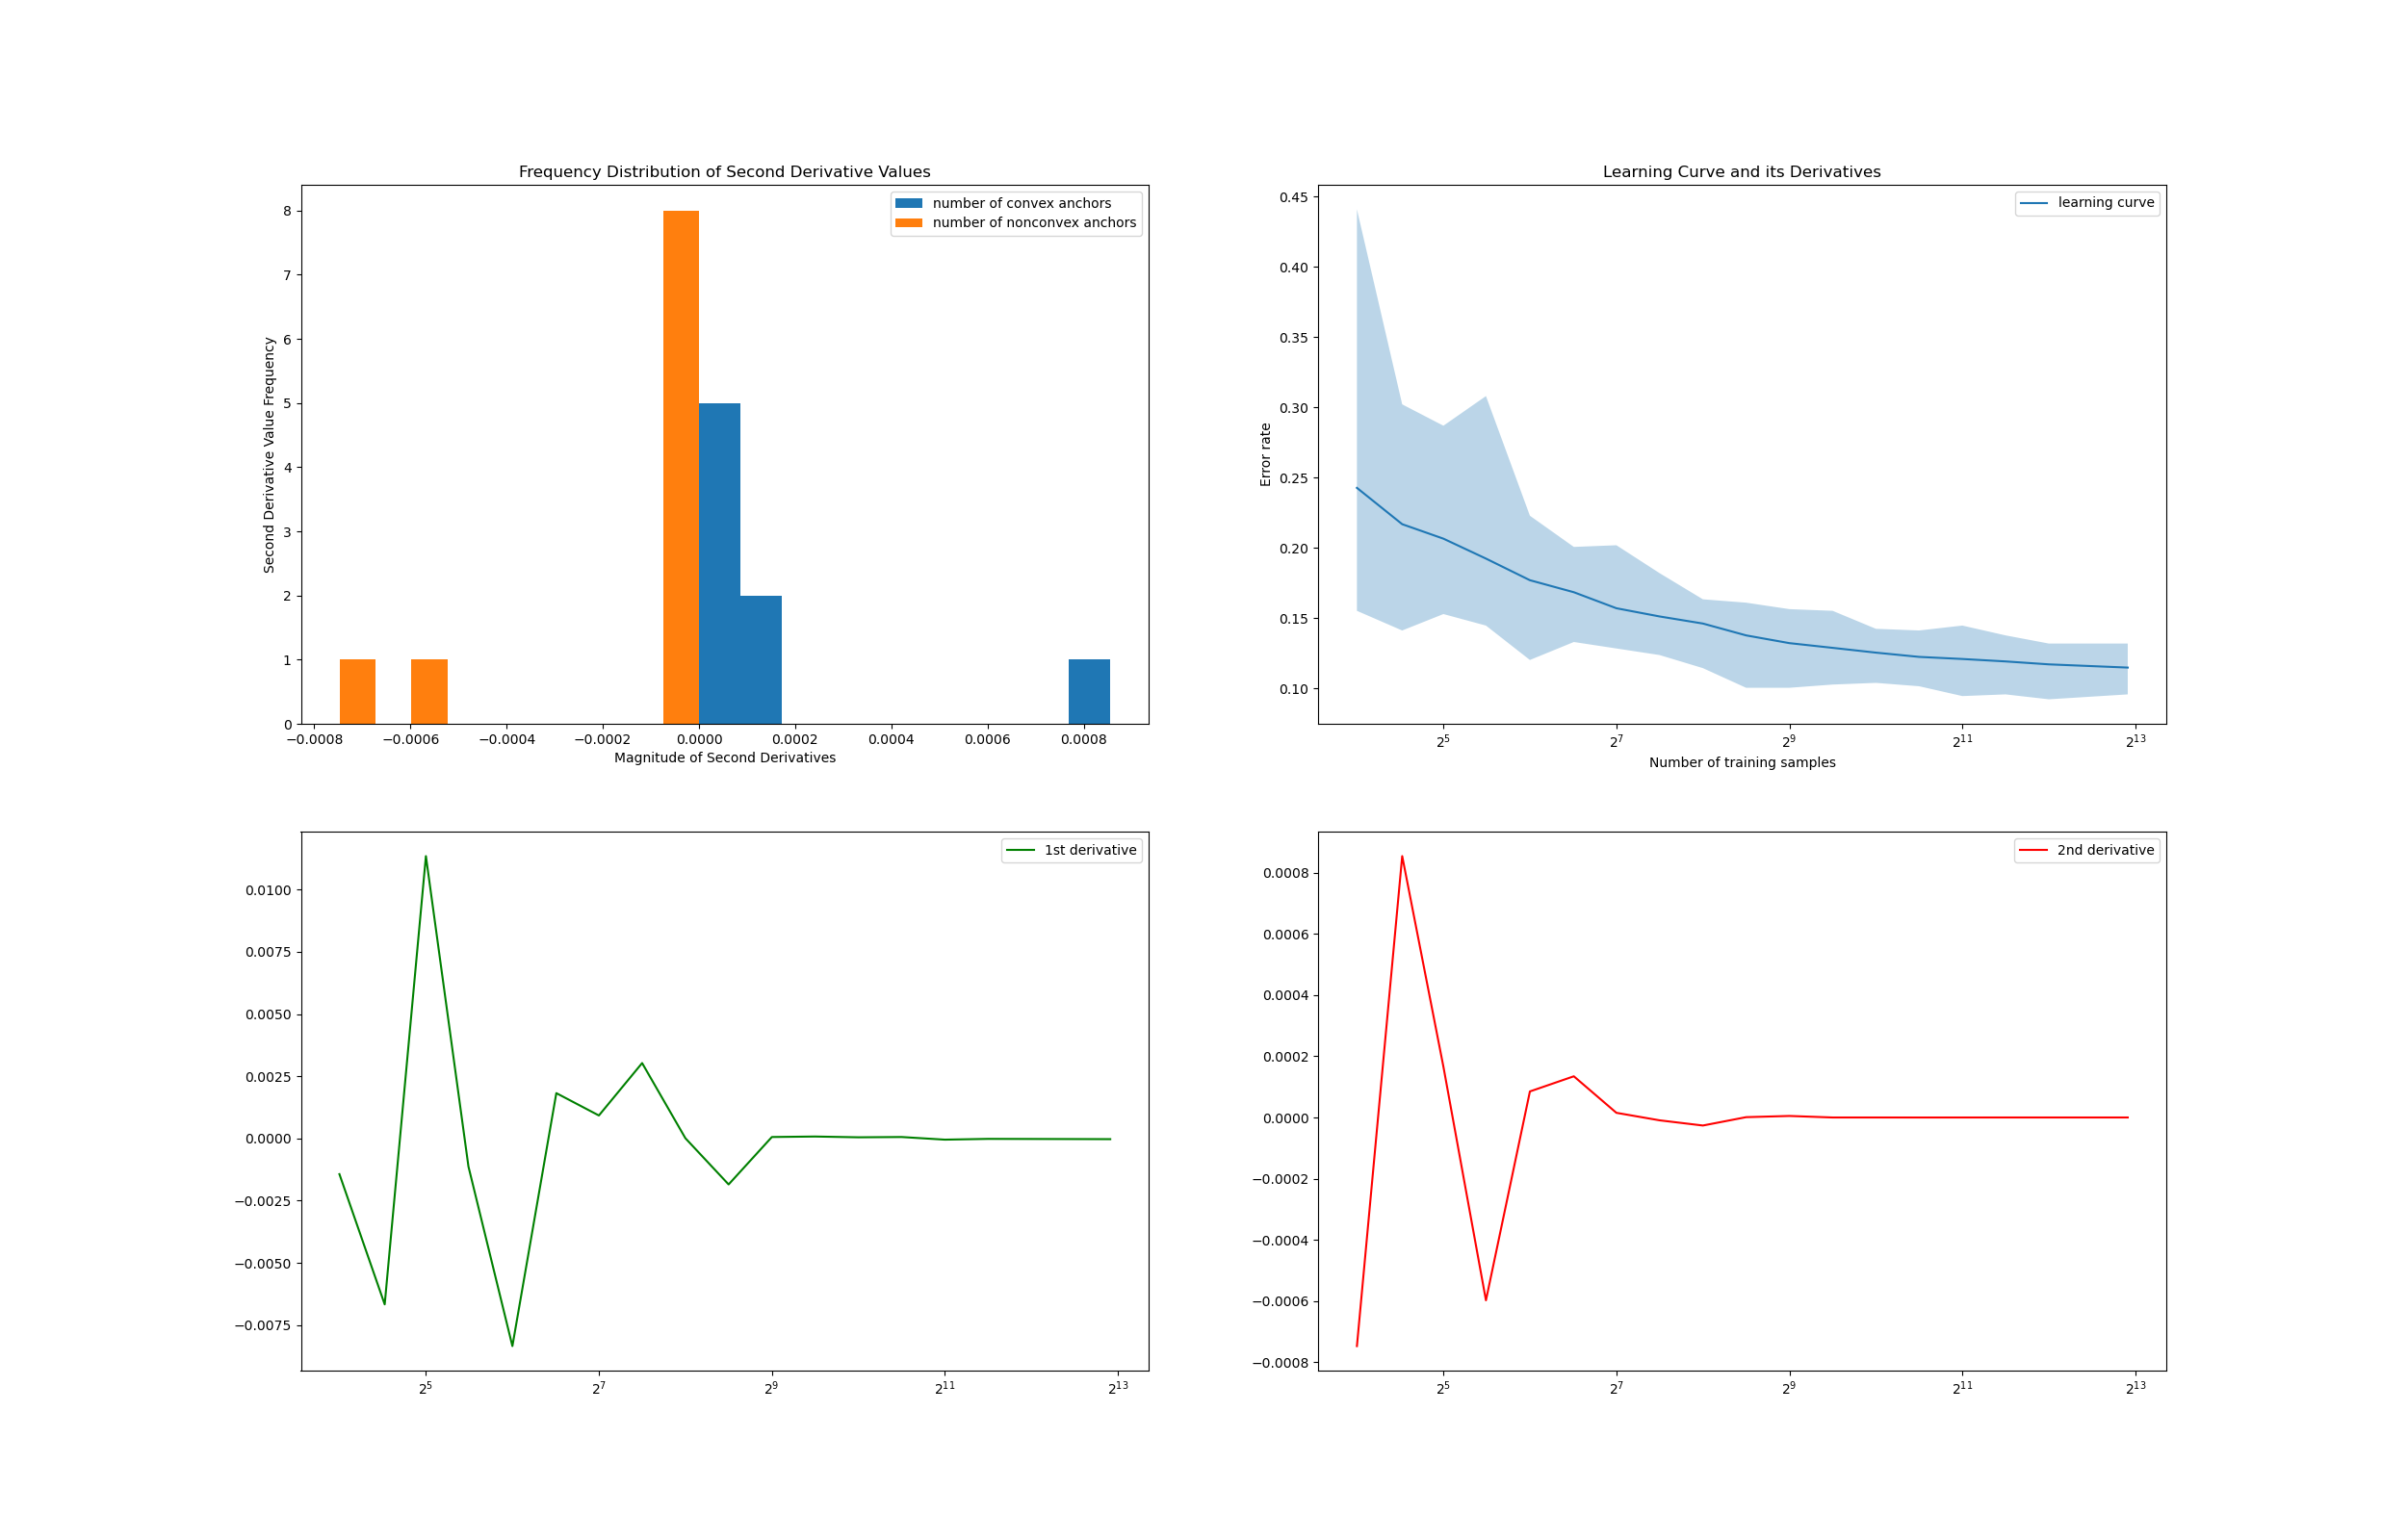 Frequency Distribution of Second Derivative Values
number of convex anchors
number of nonconvex anchors
8
7
6
5
4
3
2
1
0
Second Derivative Value Frequency
−0.0008 −0.0006 −0.0004 −0.0002 0.0000 0.0002 0.0004 0.0006 0.0008
Magnitude of Second Derivatives
Learning Curve and its Derivatives
learning curve
0.45
0.40
0.35
0.30
0.25
0.20
0.15
0.10
Error rate
2^5 2^7 2^9 2^11 2^13
Number of training samples
1st derivative
0.0100
0.0075
0.0050
0.0025
0.0000
−0.0025
−0.0050
−0.0075
2^5 2^7 2^9 2^11 2^13
2nd derivative
0.0008
0.0006
0.0004
0.0002
0.0000
−0.0002
−0.0004
−0.0006
−0.0008
2^5 2^7 2^9 2^11 2^13